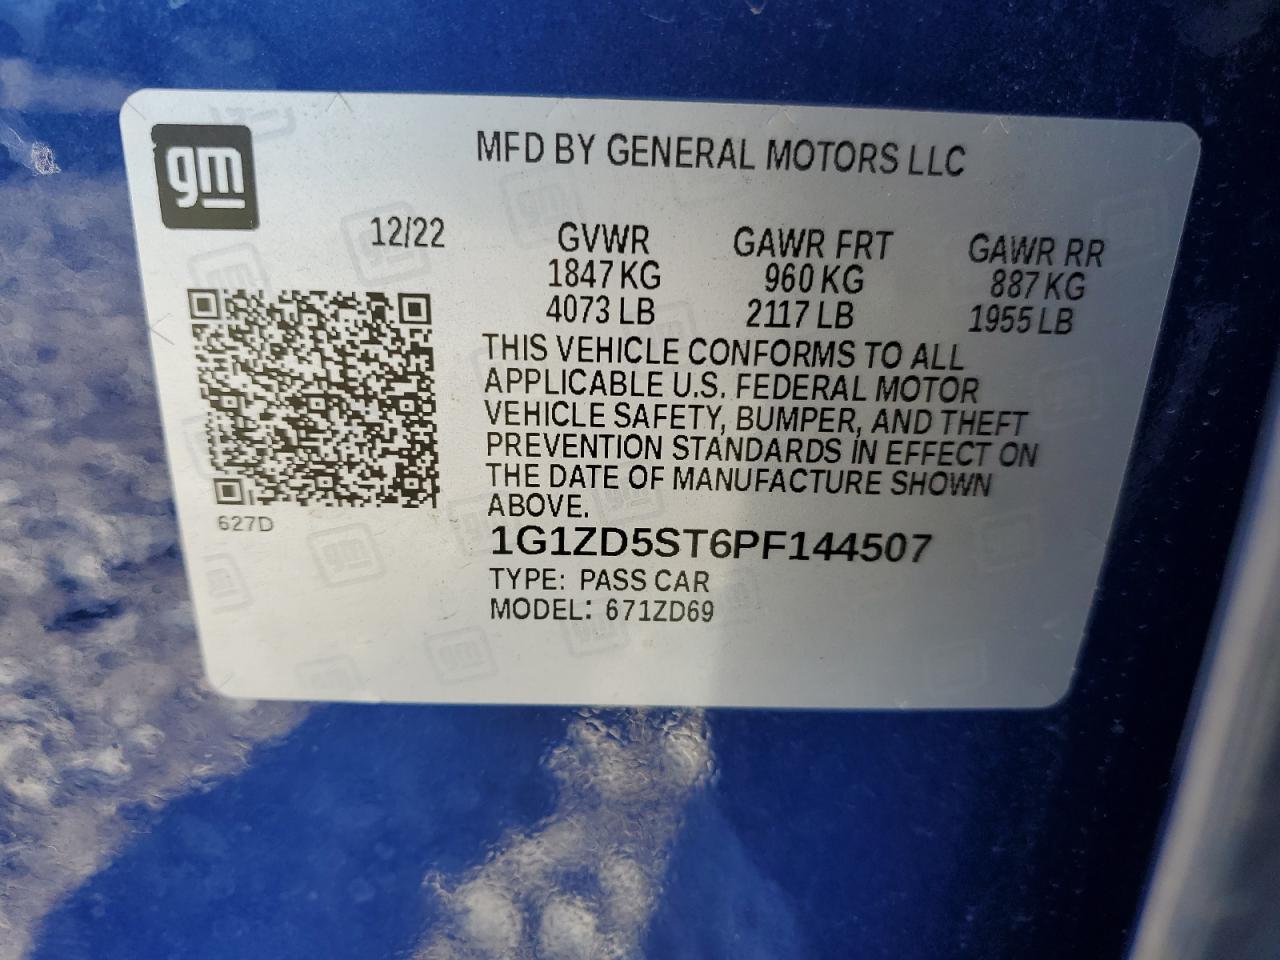 gm
MFD BY GENERAL MOTORS LLC
12/22 GVWR GAWR FRT GAWR RR
1847 KG 960 KG 887 KG
4073 LB 2117 LB 1955 LB
THIS VEHICLE CONFORMS TO ALL
APPLICABLE U.S. FEDERAL MOTOR
VEHICLE SAFETY, BUMPER, AND THEFT
PREVENTION STANDARDS IN EFFECT ON
THE DATE OF MANUFACTURE SHOWN
ABOVE.
627D
1G1ZD5ST6PF144507
TYPE: PASS CAR
MODEL: 671ZD69